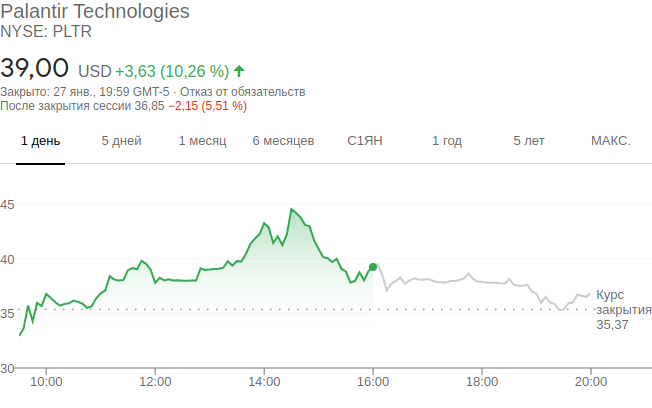 Palantir Technologies
NYSE: PLTR
39,00 USD +3,63 (10,26 %)
Закрыто: 27 янв., 19:59 GMT-5 · Отказ от обязательств
После закрытия сессии 36,85 −2,15 (5,51 %)
1 день 5 дней 1 месяц 6 месяцев С1ЯН 1 год 5 лет МАКС.
45
40
35
30
Курс
закрытия
35,37
10:00 12:00 14:00 16:00 18:00 20:00